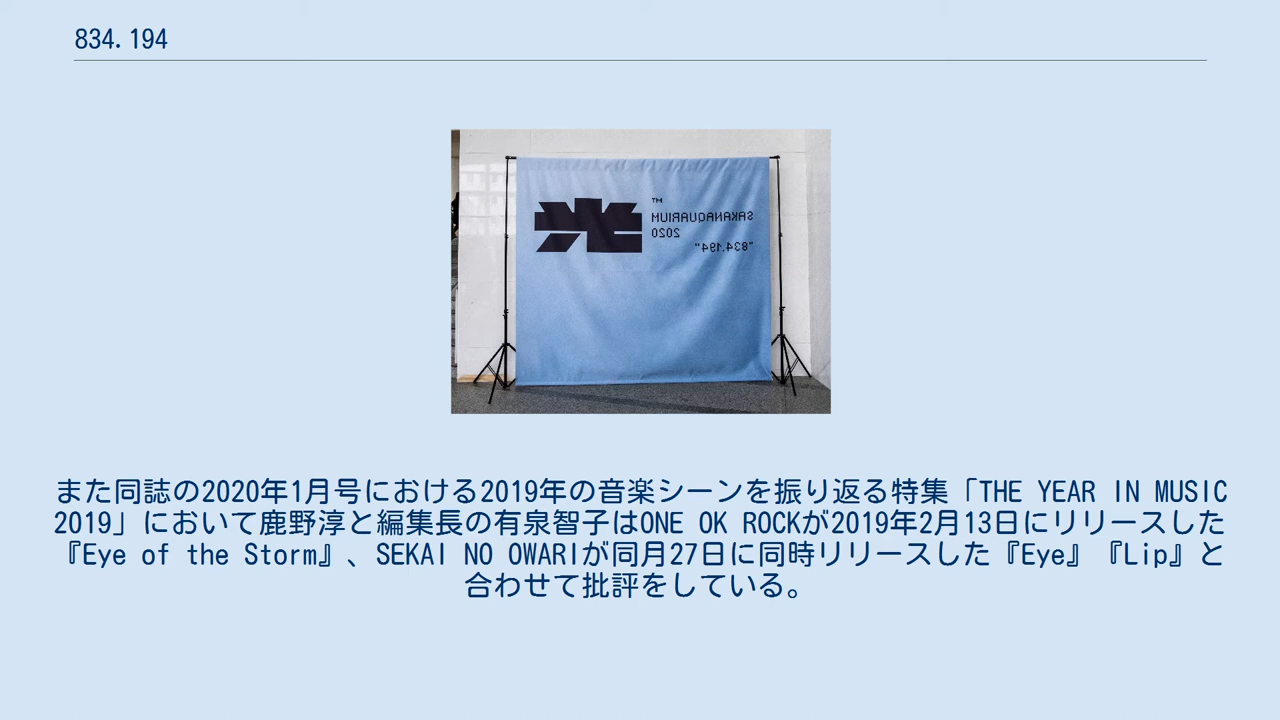 834.194
光
SAKANAQUARIUM
2020
"834.194"
また同誌の2020年1月号における2019年の音楽シーンを振り返る特集「THE YEAR IN MUSIC
2019」において鹿野淳と編集長の有泉智子はONE OK ROCKが2019年2月13日にリリースした
『Eye of the Storm』、SEKAI NO OWARIが同月27日に同時リリースした『Eye』『Lip』と
合わせて批評をしている。